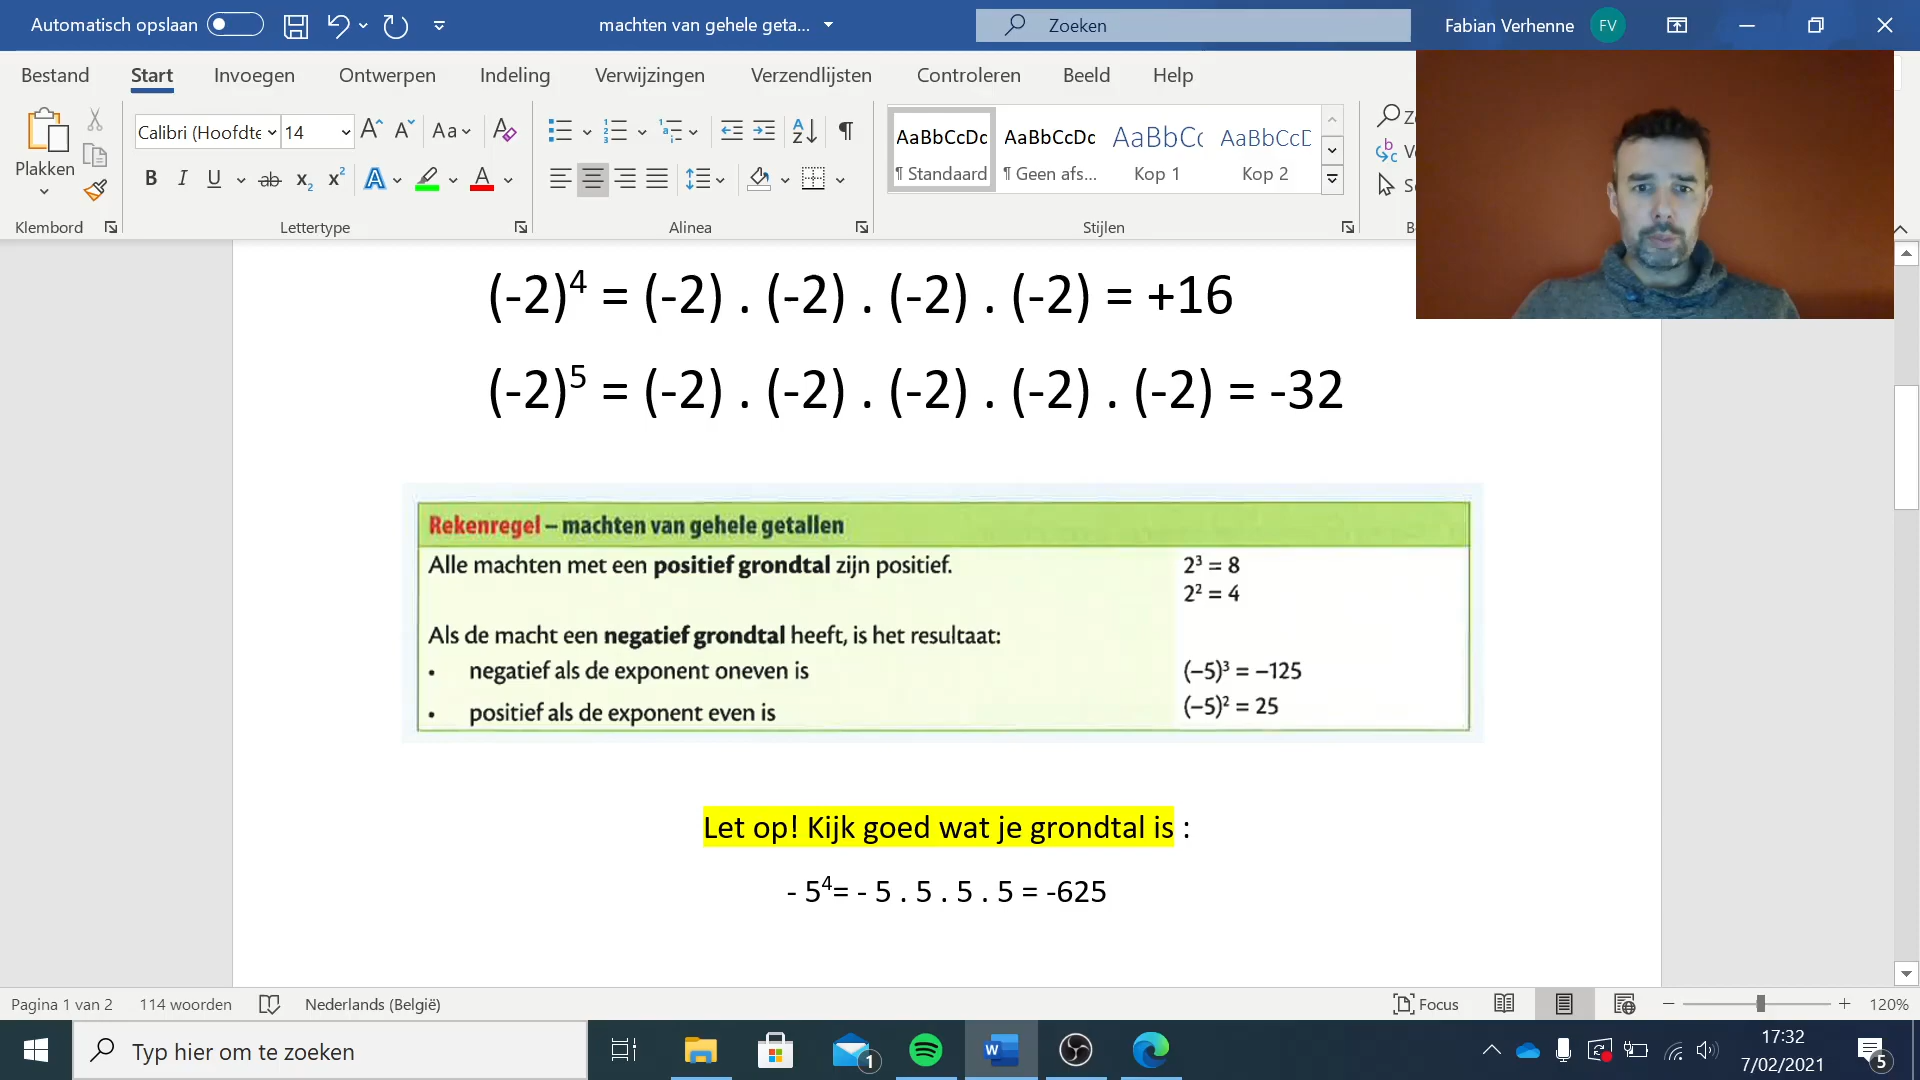 Automatisch opslaan
machten van gehele geta...
Zoeken
Fabian Verhenne
FV
Bestand
Start
Invoegen
Ontwerpen
Indeling
Verwijzingen
Verzendlijsten
Controleren
Beeld
Help
Plakken
Calibri (Hoofdte
14
AaBbCcDc
AaBbCcDc
AaBbCc
AaBbCcD
¶ Standaard
¶ Geen afs...
Kop 1
Kop 2
Klembord
Lettertype
Alinea
Stijlen
(-2)⁴ = (-2) . (-2) . (-2) . (-2) = +16
(-2)⁵ = (-2) . (-2) . (-2) . (-2) . (-2) = -32
Rekenregel – machten van gehele getallen
Alle machten met een positief grondtal zijn positief.
2³ = 8
2² = 4
Als de macht een negatief grondtal heeft, is het resultaat:
• negatief als de exponent oneven is
(–5)³ = –125
• positief als de exponent even is
(–5)² = 25
Let op! Kijk goed wat je grondtal is :
- 5⁴= - 5 . 5 . 5 . 5 = -625
Pagina 1 van 2
114 woorden
Nederlands (België)
Focus
120%
Typ hier om te zoeken
1
17:32
7/02/2021
5